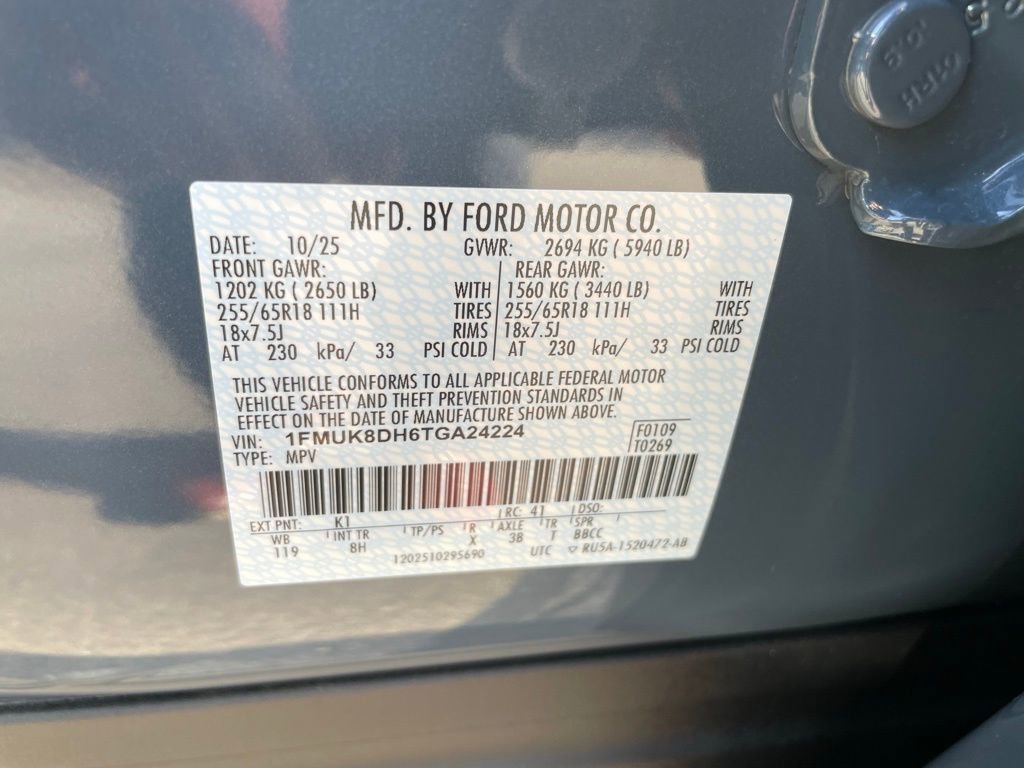 MFD. BY FORD MOTOR CO.
DATE: 10/25 GVWR: 2694 KG ( 5940 LB)
FRONT GAWR: REAR GAWR:
1202 KG ( 2650 LB) WITH 1560 KG ( 3440 LB) WITH
255/65R18 111H TIRES 255/65R18 111H TIRES
18x7.5J RIMS 18x7.5J RIMS
AT 230 kPa/ 33 PSI COLD AT 230 kPa/ 33 PSI COLD
THIS VEHICLE CONFORMS TO ALL APPLICABLE FEDERAL MOTOR
VEHICLE SAFETY AND THEFT PREVENTION STANDARDS IN
EFFECT ON THE DATE OF MANUFACTURE SHOWN ABOVE.
VIN: 1FMUK8DH6TGA24224 F0109
TYPE: MPV T0269
EXT PNT: K1 RC: 41 DSO:
WB INT TR TP/PS R AXLE TR SPR
119 8H X 38 T BBCC
1202510295690 UTC RU5A-1520472-AB